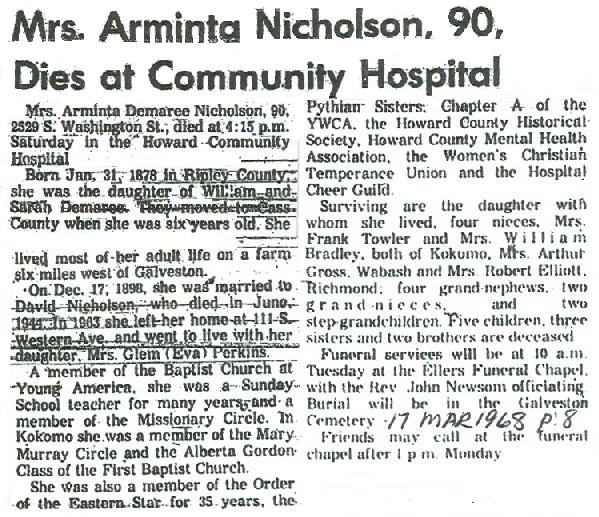 Mrs. Arminta Nicholson, 90,
Dies at Community Hospital
Mrs. Arminta Demaree Nicholson, 90,
2529 S. Washington St., died at 4:15 p.m.
Saturday in the Howard Community
Hospital
Born Jan. 31, 1878 in Ripley County,
she was the daughter of William and
Sarah Demaree. They moved to Cass
County when she was six years old. She
lived most of her adult life on a farm
six miles west of Galveston.
On Dec. 17, 1898, she was married to
David Nicholson, who died in June,
1944. In 1963 she left her home at 111 S.
Western Ave. and went to live with her
daughter, Mrs. Glem (Eva) Perkins.
A member of the Baptist Church at
Young America, she was a Sunday
School teacher for many years, and a
member of the Missionary Circle. In
Kokomo she was a member of the Mary
Murray Circle and the Alberta Gordon
Class of the First Baptist Church.
She was also a member of the Order
of the Eastern Star for 35 years, the
Pythian Sisters, Chapter A of the
YWCA, the Howard County Historical
Society, Howard County Mental Health
Association, the Women's Christian
Temperance Union and the Hospital
Cheer Guild.
Surviving are the daughter with
whom she lived, four nieces, Mrs.
Frank Towler and Mrs. William
Bradley, both of Kokomo, Mrs. Arthur
Gross, Wabash and Mrs. Robert Elliott,
Richmond; four grand-nephews, two
grand-nieces, and two
step-grandchildren. Five children, three
sisters and two brothers are deceased
Funeral services will be at 10 a.m.
Tuesday at the Ellers Funeral Chapel,
with the Rev. John Newsom officiating
Burial will be in the Galveston
Cemetery 17 MAR 1968 P. 8
Friends may call at the funeral
chapel after 1 p.m. Monday